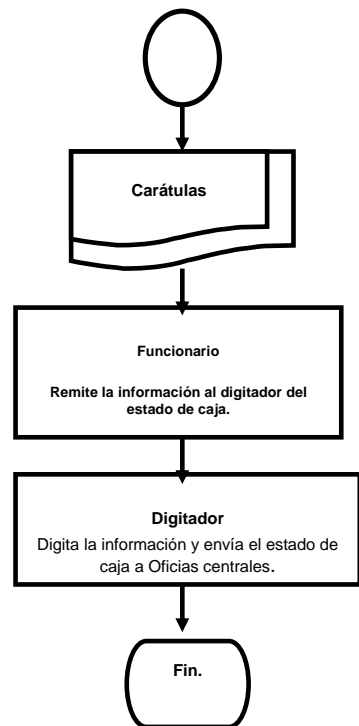 Carátulas
Funcionario
Remite la información al digitador del
estado de caja.
Digitador
Digita la información y envía el estado de
caja a Oficias centrales.
Fin.